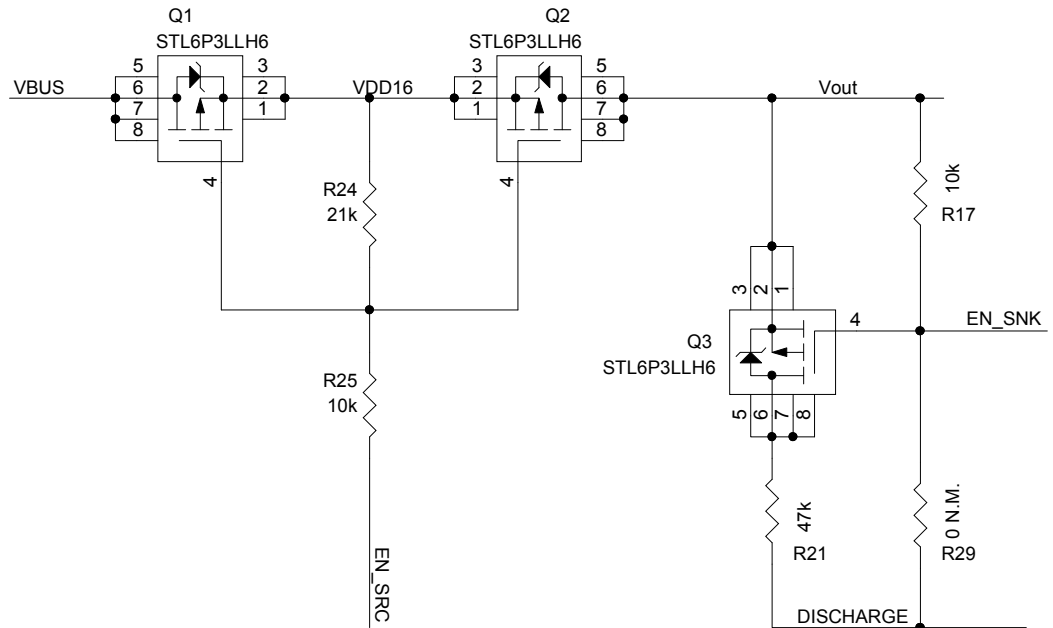 Q1
STL6P3LLH6
Q2
STL6P3LLH6
VBUS
5
6
7
8
3
2
1
4
VDD16
3
2
1
5
6
7
8
4
Vout
R24
21k
10k
R17
3
2
1
Q3
STL6P3LLH6
4
EN_SNK
5
6
7
8
R25
10k
47k
R21
0 N.M.
R29
EN_SRC
DISCHARGE